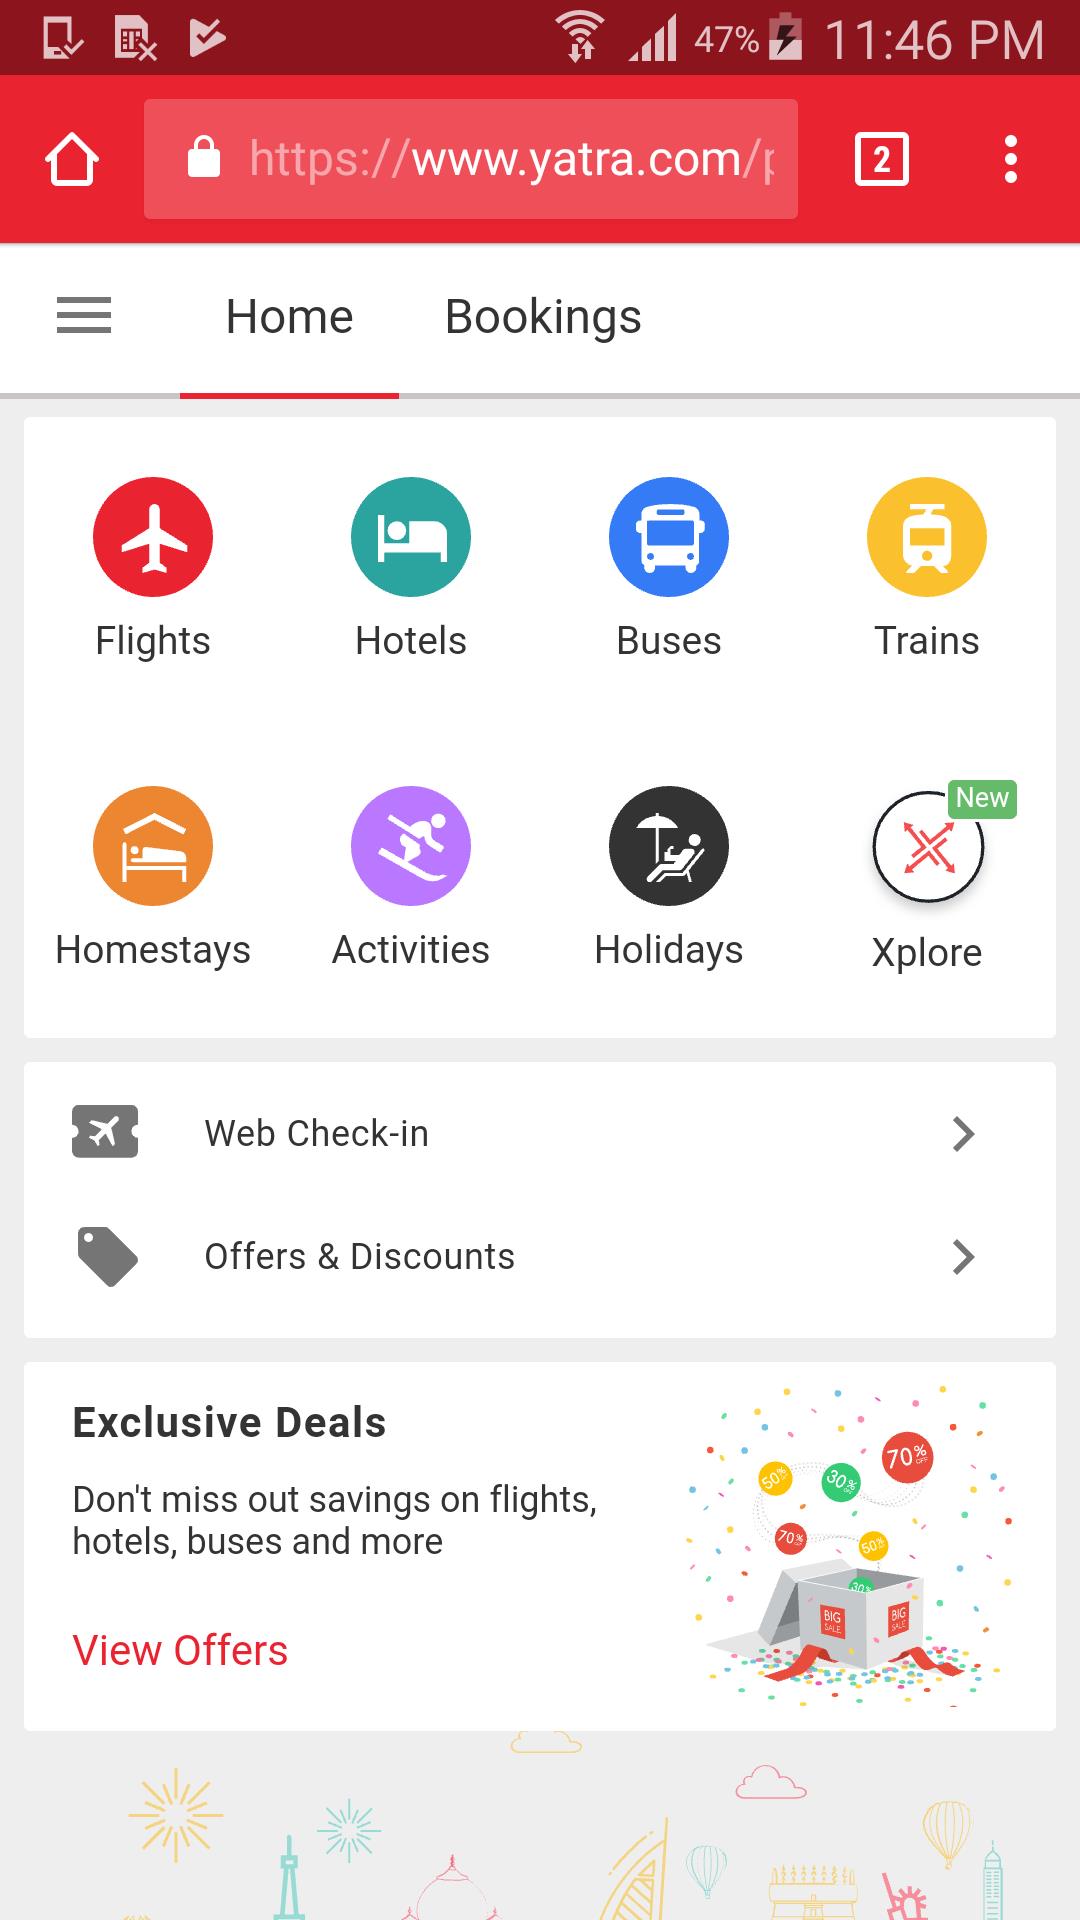 47% 11:46 PM
https://www.yatra.com/p
2
Home Bookings
Flights Hotels Buses Trains
New
Homestays Activities Holidays Xplore
Web Check-in
Offers & Discounts
Exclusive Deals
Don't miss out savings on flights,
hotels, buses and more
View Offers
70% OFF
50% 30%
70% 50%
30%
BIG SALE BIG SALE